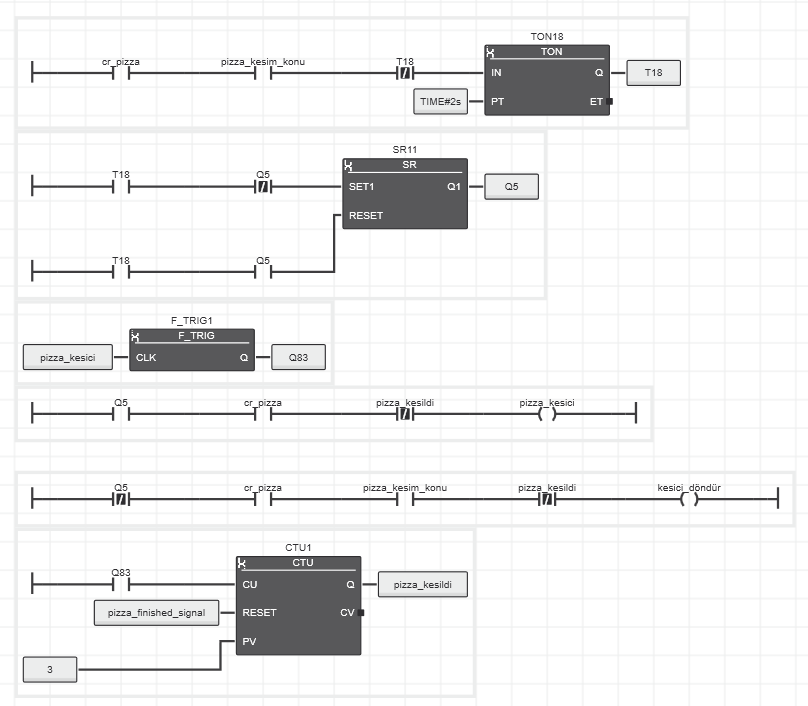 TON18
cr_pizza pizza_kesim_konu T18 TON
IN Q T18
TIME#2s PT ET
SR11
T18 Q5 SR
SET1 Q1 Q5
RESET
T18 Q5
F_TRIG1
F_TRIG
pizza_kesici CLK Q Q83
Q5 cr_pizza pizza_kesildi pizza_kesici
Q5 cr_pizza pizza_kesim_konu pizza_kesildi kesici_döndür
CTU1
Q83 CTU
CU Q pizza_kesildi
pizza_finished_signal RESET CV
PV
3